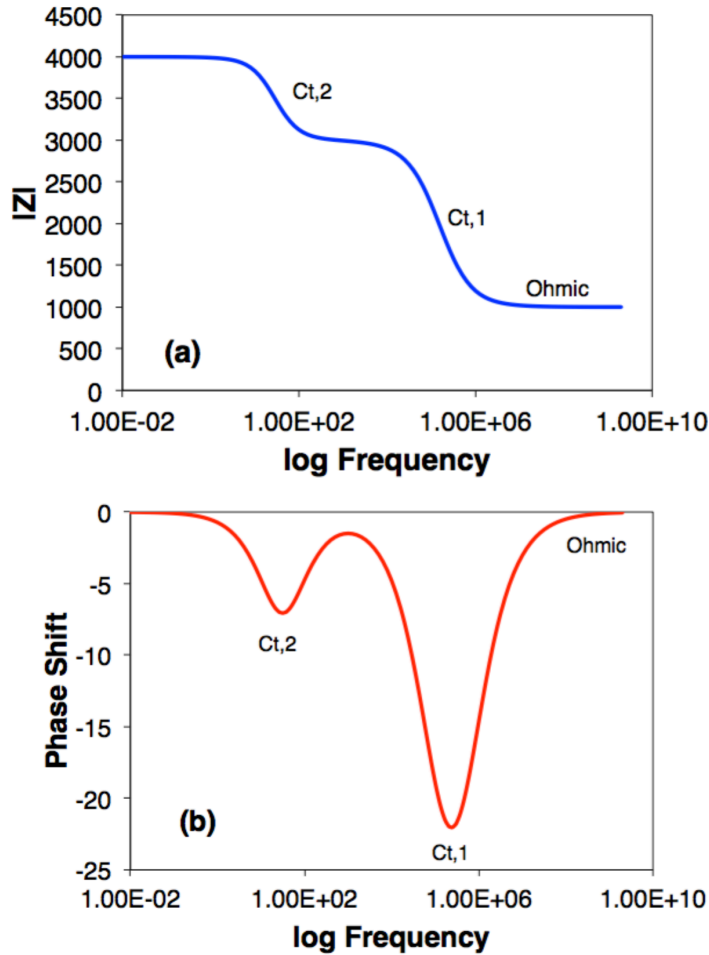 4500
4000
3500
3000
2500
2000
1500
1000
500
0
|Z|
Ct,2
Ct,1
Ohmic
(a)
1.00E-02 1.00E+02 1.00E+06 1.00E+10
log Frequency
0
-5
-10
-15
-20
-25
Phase Shift
Ohmic
Ct,2
(b)
Ct,1
1.00E-02 1.00E+02 1.00E+06 1.00E+10
log Frequency